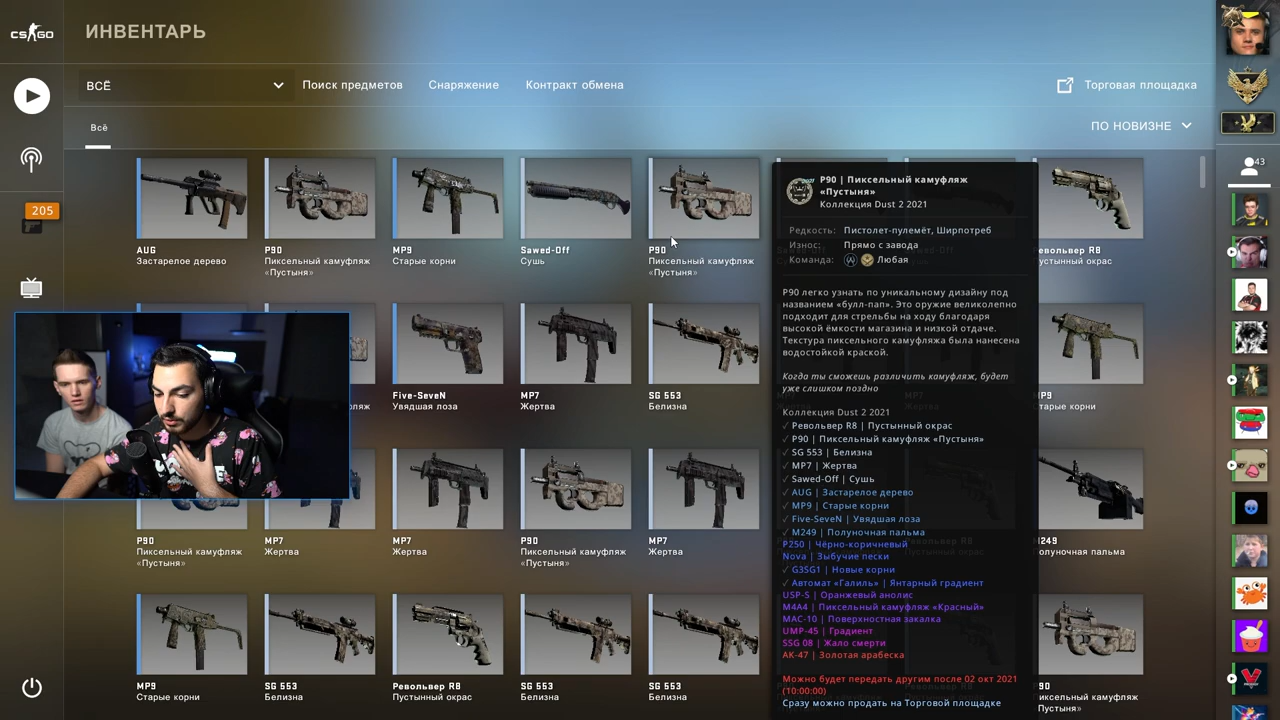 CS GO
ИНВЕНТАРЬ
ВСЁ
Поиск предметов
Снаряжение
Контракт обмена
Торговая площадка
Всё
ПО НОВИЗНЕ
43
205
AUG
Застарелое дерево
P90
Пиксельный камуфляж
«Пустыня»
MP9
Старые корни
Sawed-Off
Сушь
P90
Пиксельный камуфляж
«Пустыня»
Револьвер R8
Пустынный окрас
P90 | Пиксельный камуфляж
«Пустыня»
Коллекция Dust 2 2021
Редкость: Пистолет-пулемёт, Ширпотреб
Износ: Прямо с завода
Команда: Любая
P90 легко узнать по уникальному дизайну под
названием «булл-пап». Это оружие великолепно
подходит для стрельбы на ходу благодаря
высокой ёмкости магазина и низкой отдаче.
Текстура пиксельного камуфляжа была нанесена
водостойкой краской.
Когда ты сможешь различить камуфляж, будет
уже слишком поздно
Коллекция Dust 2 2021
✓ Револьвер R8 | Пустынный окрас
✓ P90 | Пиксельный камуфляж «Пустыня»
✓ SG 553 | Белизна
✓ MP7 | Жертва
✓ Sawed-Off | Сушь
✓ AUG | Застарелое дерево
✓ MP9 | Старые корни
✓ Five-SeveN | Увядшая лоза
✓ M249 | Полуночная пальма
P250 | Чёрно-коричневый
Nova | Зыбучие пески
✓ G3SG1 | Новые корни
✓ Автомат «Галиль» | Янтарный градиент
USP-S | Оранжевый анолис
M4A4 | Пиксельный камуфляж «Красный»
MAC-10 | Поверхностная закалка
UMP-45 | Градиент
SSG 08 | Жало смерти
AK-47 | Золотая арабеска
Можно будет передать другим после 02 окт 2021
(10:00:00)
Сразу можно продать на Торговой площадке
Five-SeveN
Увядшая лоза
MP7
Жертва
SG 553
Белизна
MP9
Старые корни
P90
Пиксельный камуфляж
«Пустыня»
MP7
Жертва
MP7
Жертва
P90
Пиксельный камуфляж
«Пустыня»
MP7
Жертва
M249
Полуночная пальма
MP9
Старые корни
SG 553
Белизна
Револьвер R8
Пустынный окрас
SG 553
Белизна
SG 553
Белизна
P90
Пиксельный камуфляж
«Пустыня»